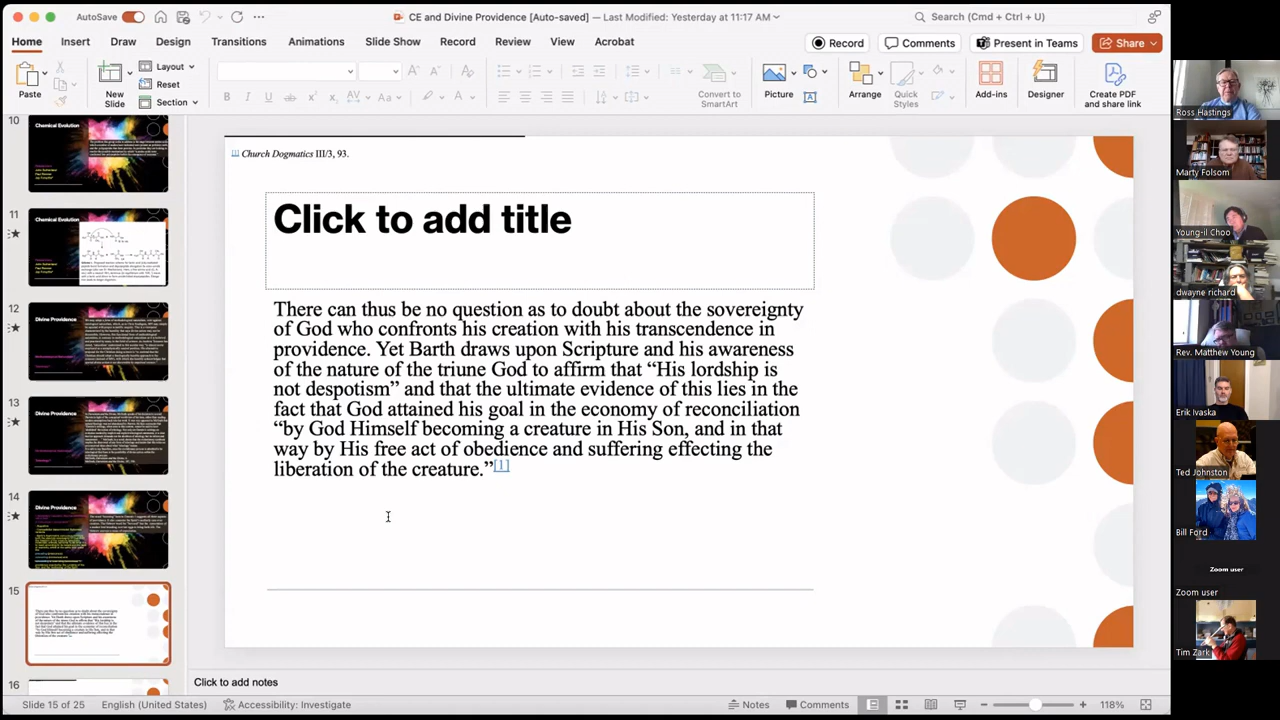 AutoSave
CE and Divine Providence [Auto-saved] — Last Modified: Yesterday at 11:17 AM
Search (Cmd + Ctrl + U)
Home Insert Draw Design Transitions Animations Slide Show Record Review View Acrobat
Record Comments Present in Teams Share
Paste
New Slide
Layout
Reset
Section
Convert to SmartArt
Picture
Arrange
Quick Styles
Add-ins
Designer
Create PDF and share link
10
Chemical Evolution
11
Chemical Evolution
12
Divine Providence
13
Divine Providence
14
Divine Providence
15
16
[1] Church Dogmatics III/3, 93.
Click to add title
There can thus be no question as to doubt about the sovereignty
of God who confronts his creation with his transcendence in
providence. Yet Barth draws upon Scripture and his awareness
of the nature of the triune God to affirm that “His lordship is
not despotism” and that the ultimate evidence of this lies in the
fact that God attained his goal in the economy of reconciliation
“by God Himself becoming a creature in His Son, and in that
way by His free act of obedience and suffering effecting the
liberation of the creature.”[1]
Click to add notes
Slide 15 of 25 English (United States) Accessibility: Investigate
Notes Comments 118%
Ross Hastings
Marty Folsom
Young-il Choo
dwayne richard
Rev. Matthew Young
Erik Ivaska
Ted Johnston
Bill Ford
Zoom user
Zoom user
Tim Zark